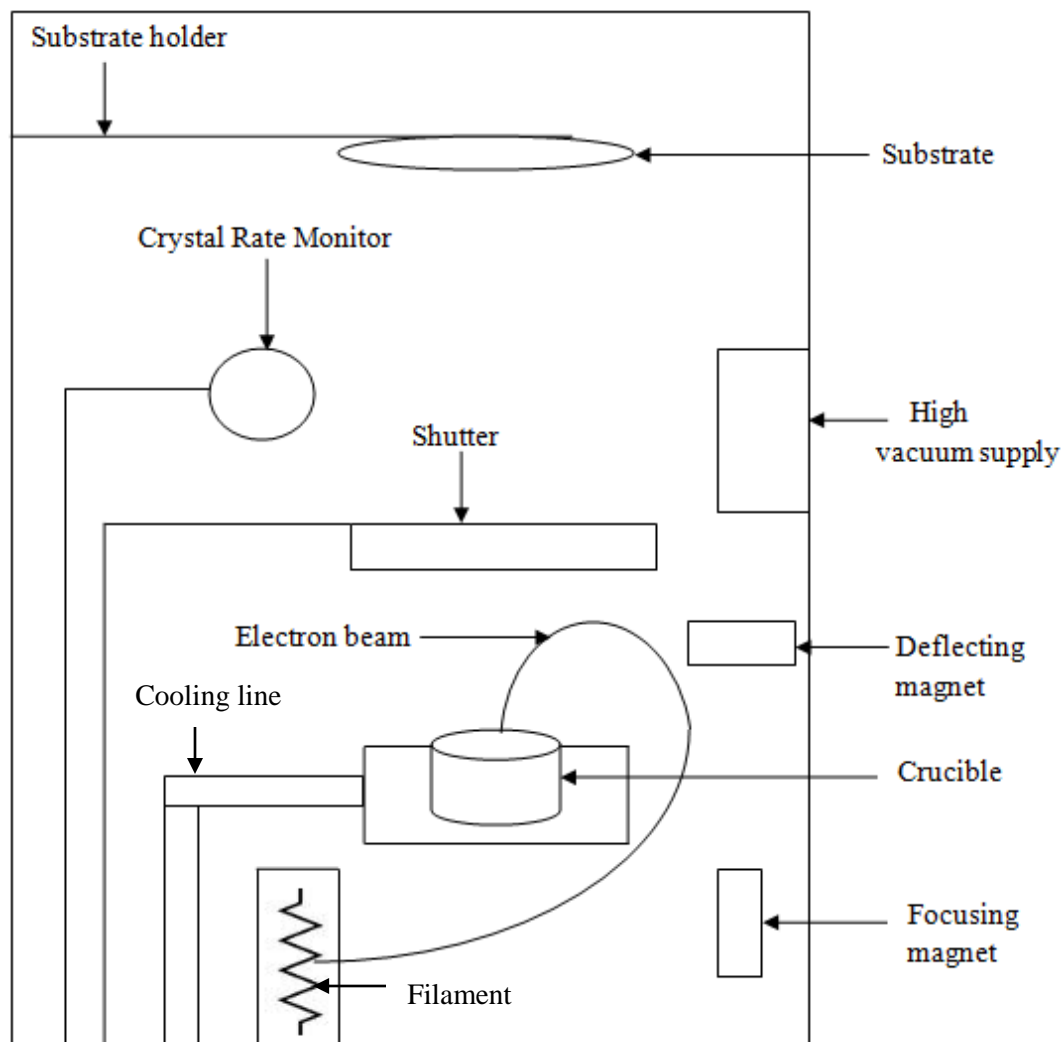 Substrate holder
Substrate
Crystal Rate Monitor
High
vacuum supply
Shutter
Electron beam
Deflecting
magnet
Cooling line
Crucible
Focusing
magnet
Filament